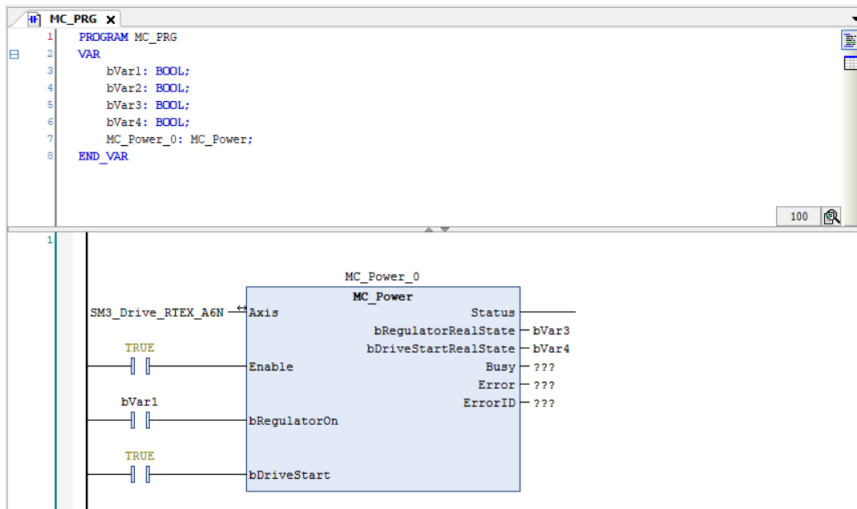 MC_PRG X
1 PROGRAM MC_PRG
2 VAR
3 bVar1: BOOL;
4 bVar2: BOOL;
5 bVar3: BOOL;
6 bVar4: BOOL;
7 MC_Power_0: MC_Power;
8 END_VAR
100
1
MC_Power_0
MC_Power
SM3_Drive_RTEX_A6N Axis Status
bRegulatorRealState bVar3
TRUE bDriveStartRealState bVar4
Enable Busy ???
Error ???
bVar1 ErrorID ???
bRegulatorOn
TRUE
bDriveStart